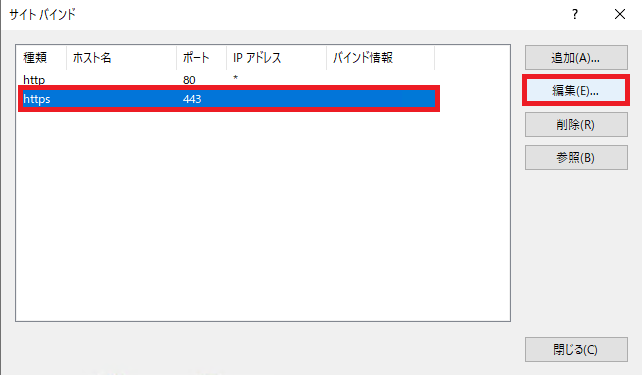 サイト バインド
?
種類 ホスト名 ポート IP アドレス バインド情報
http 80 *
https 443
追加(A)...
編集(E)...
削除(R)
参照(B)
閉じる(C)